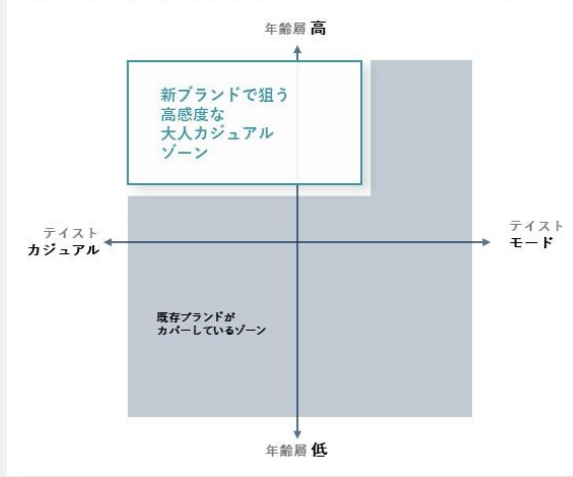 年齢層 高
新ブランドで狙う
高感度な
大人カジュアル
ゾーン
テイスト
カジュアル
テイスト
モード
既存ブランドが
カバーしているゾーン
年齢層 低